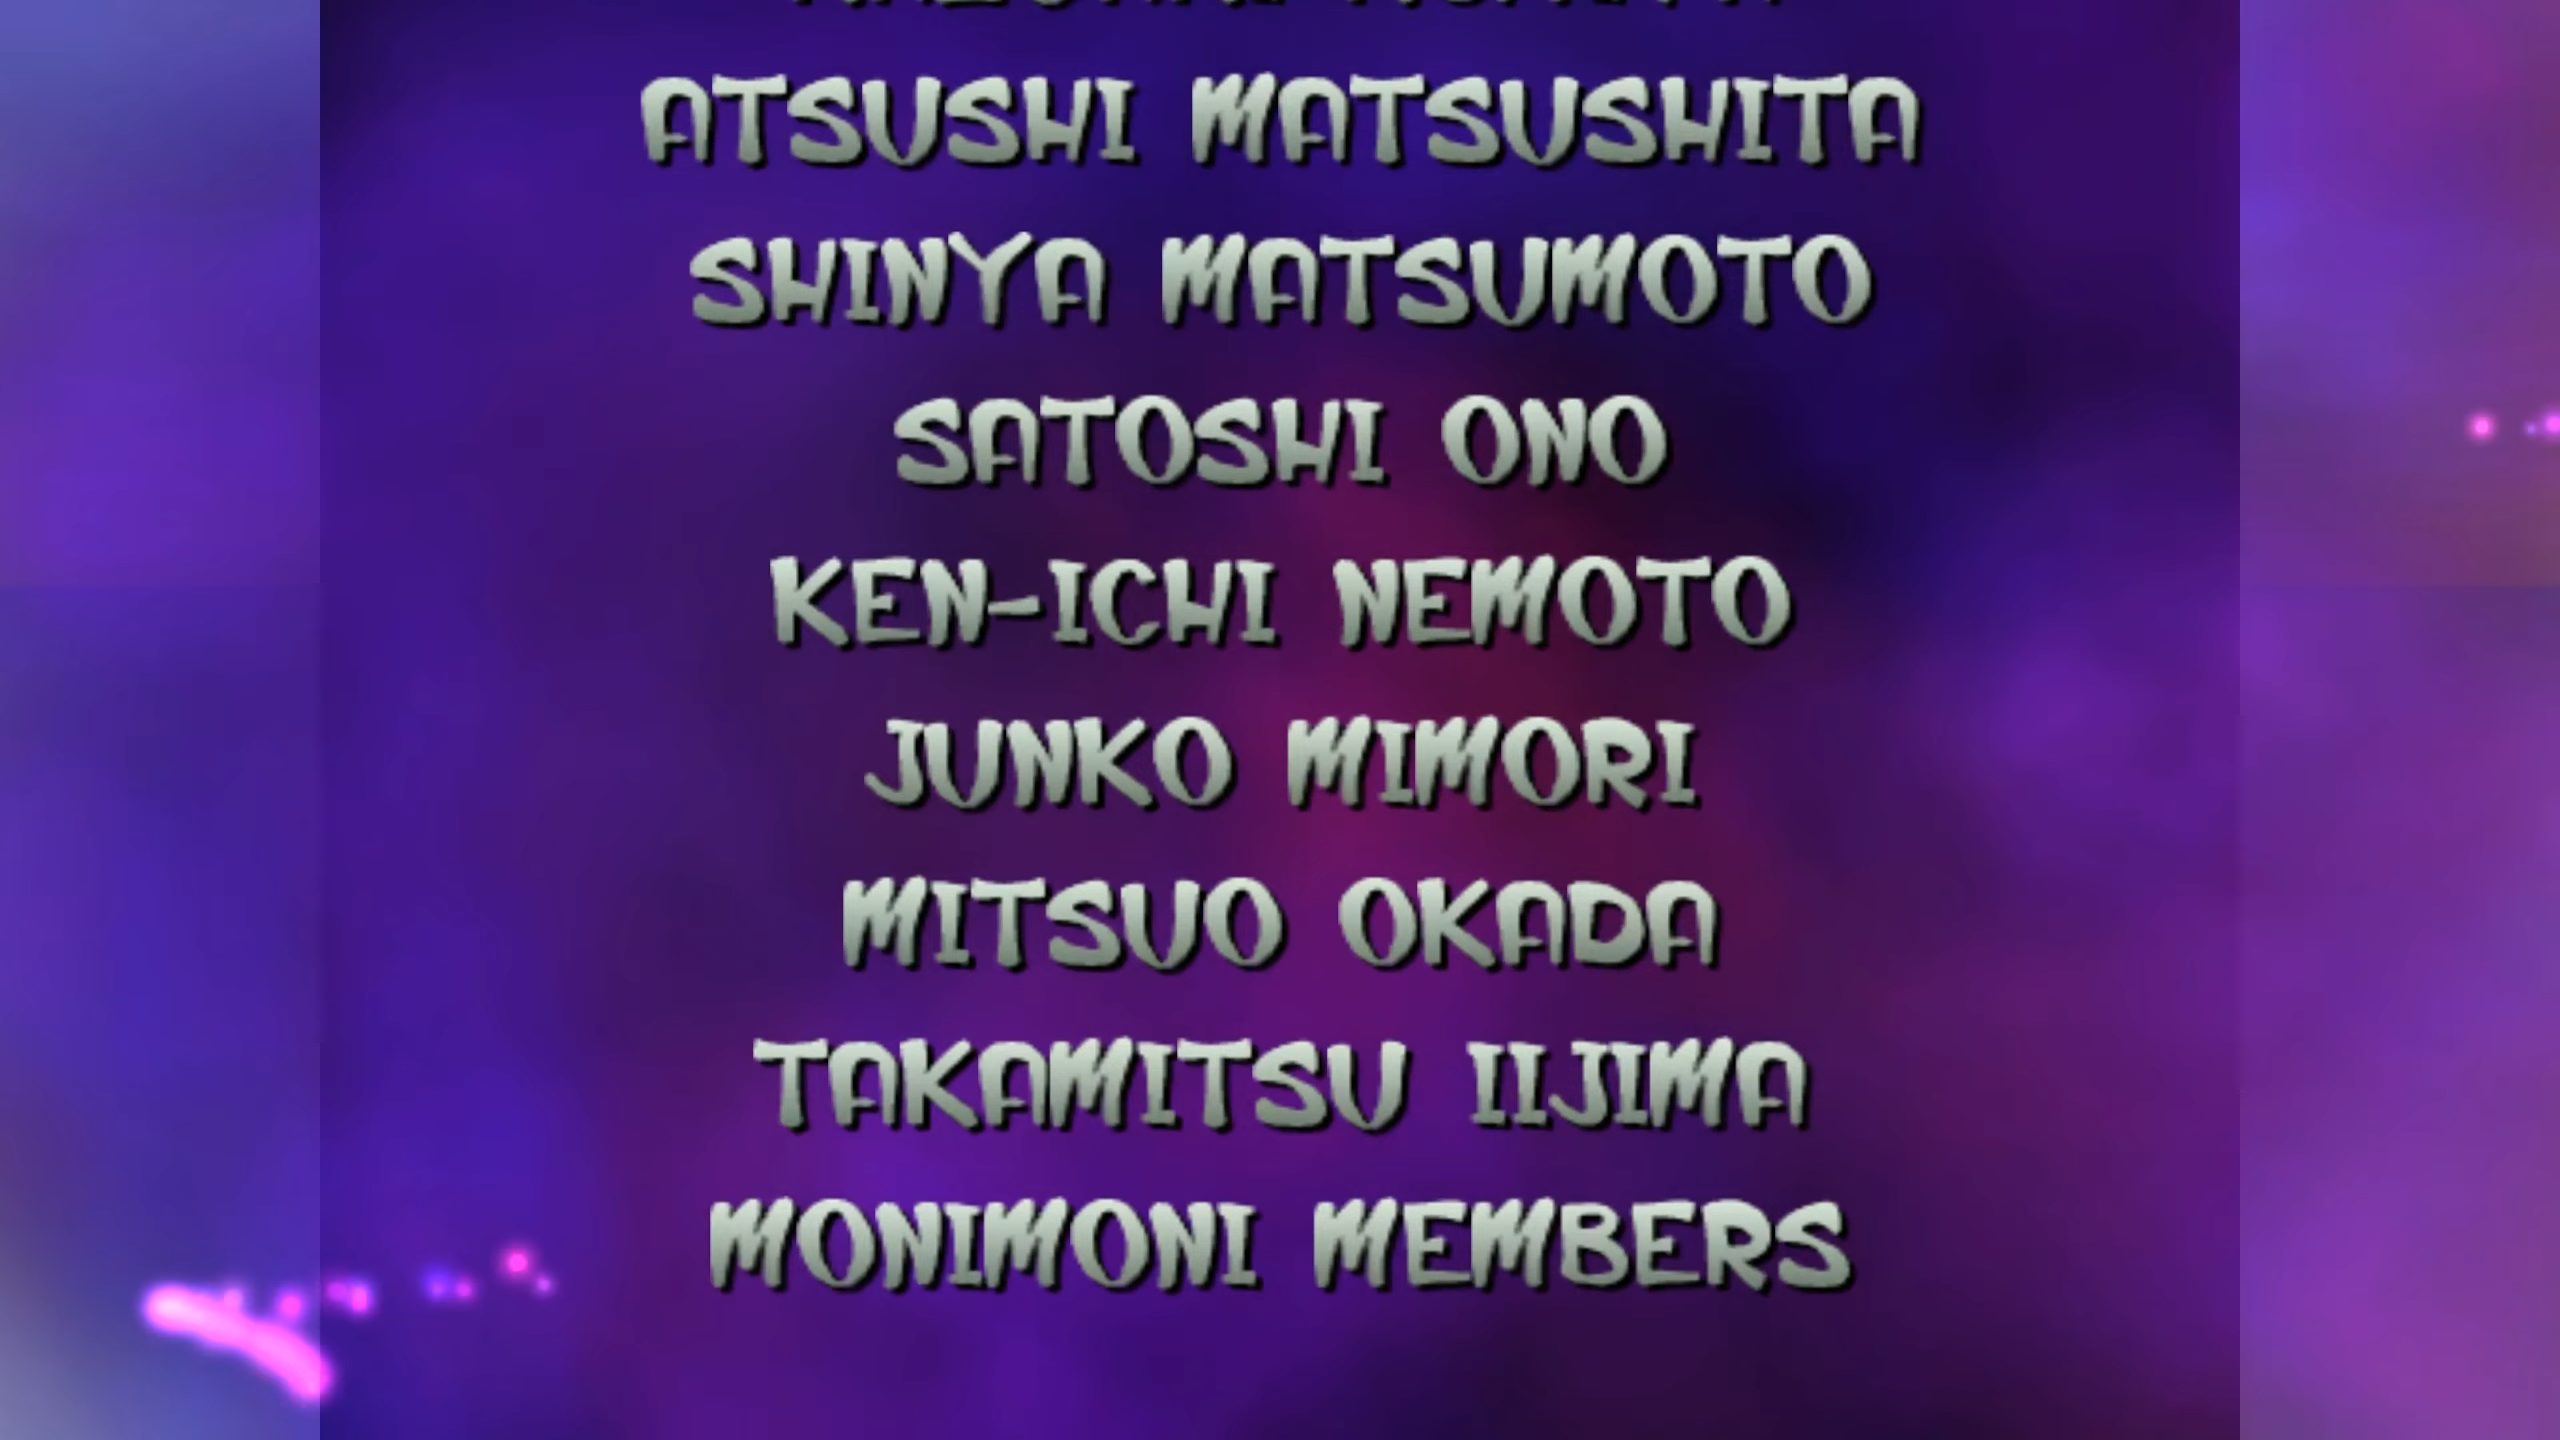 ATSUSHI MATSUSHITA
SHINYA MATSUMOTO
SATOSHI ONO
KEN-ICHI NEMOTO
JUNKO MIMORI
MITSUO OKADA
TAKAMITSU IIJIMA
MONIMONI MEMBERS